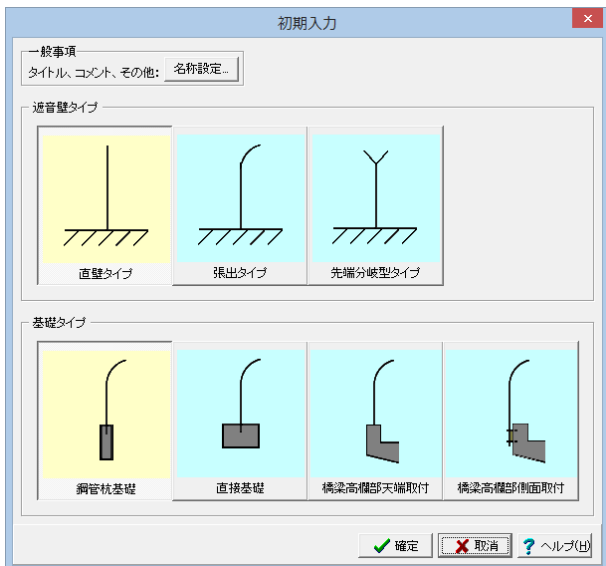 初期入力
一般事項
タイトル、コメント、その他: 名称設定...
遮音壁タイプ
直壁タイプ 張出タイプ 先端分岐型タイプ
基礎タイプ
鋼管杭基礎 直接基礎 橋梁高欄部天端取付 橋梁高欄部側面取付
確定 取消 ヘルプ(H)